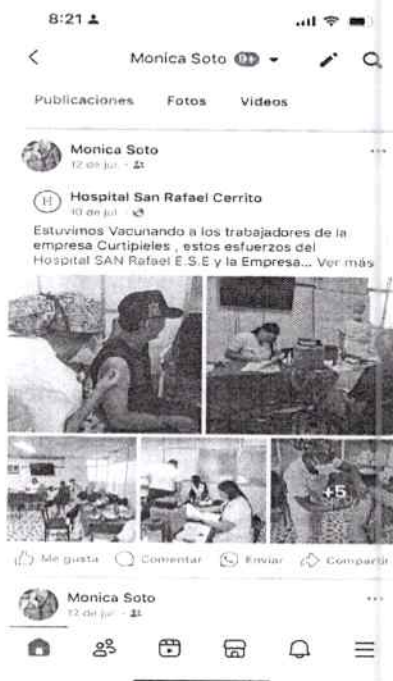 8:21
Monica Soto 9+
Publicaciones Fotos Videos
Monica Soto
12 de jul.
H Hospital San Rafael Cerrito
10 de jul.
Estuvimos Vacunando a los trabajadores de la
empresa Curtipieles , estos esfuerzos del
Hospital SAN Rafael E.S.E y la Empresa... Ver más
+5
Me gusta Comentar Enviar Compartir
Monica Soto
12 de jul.